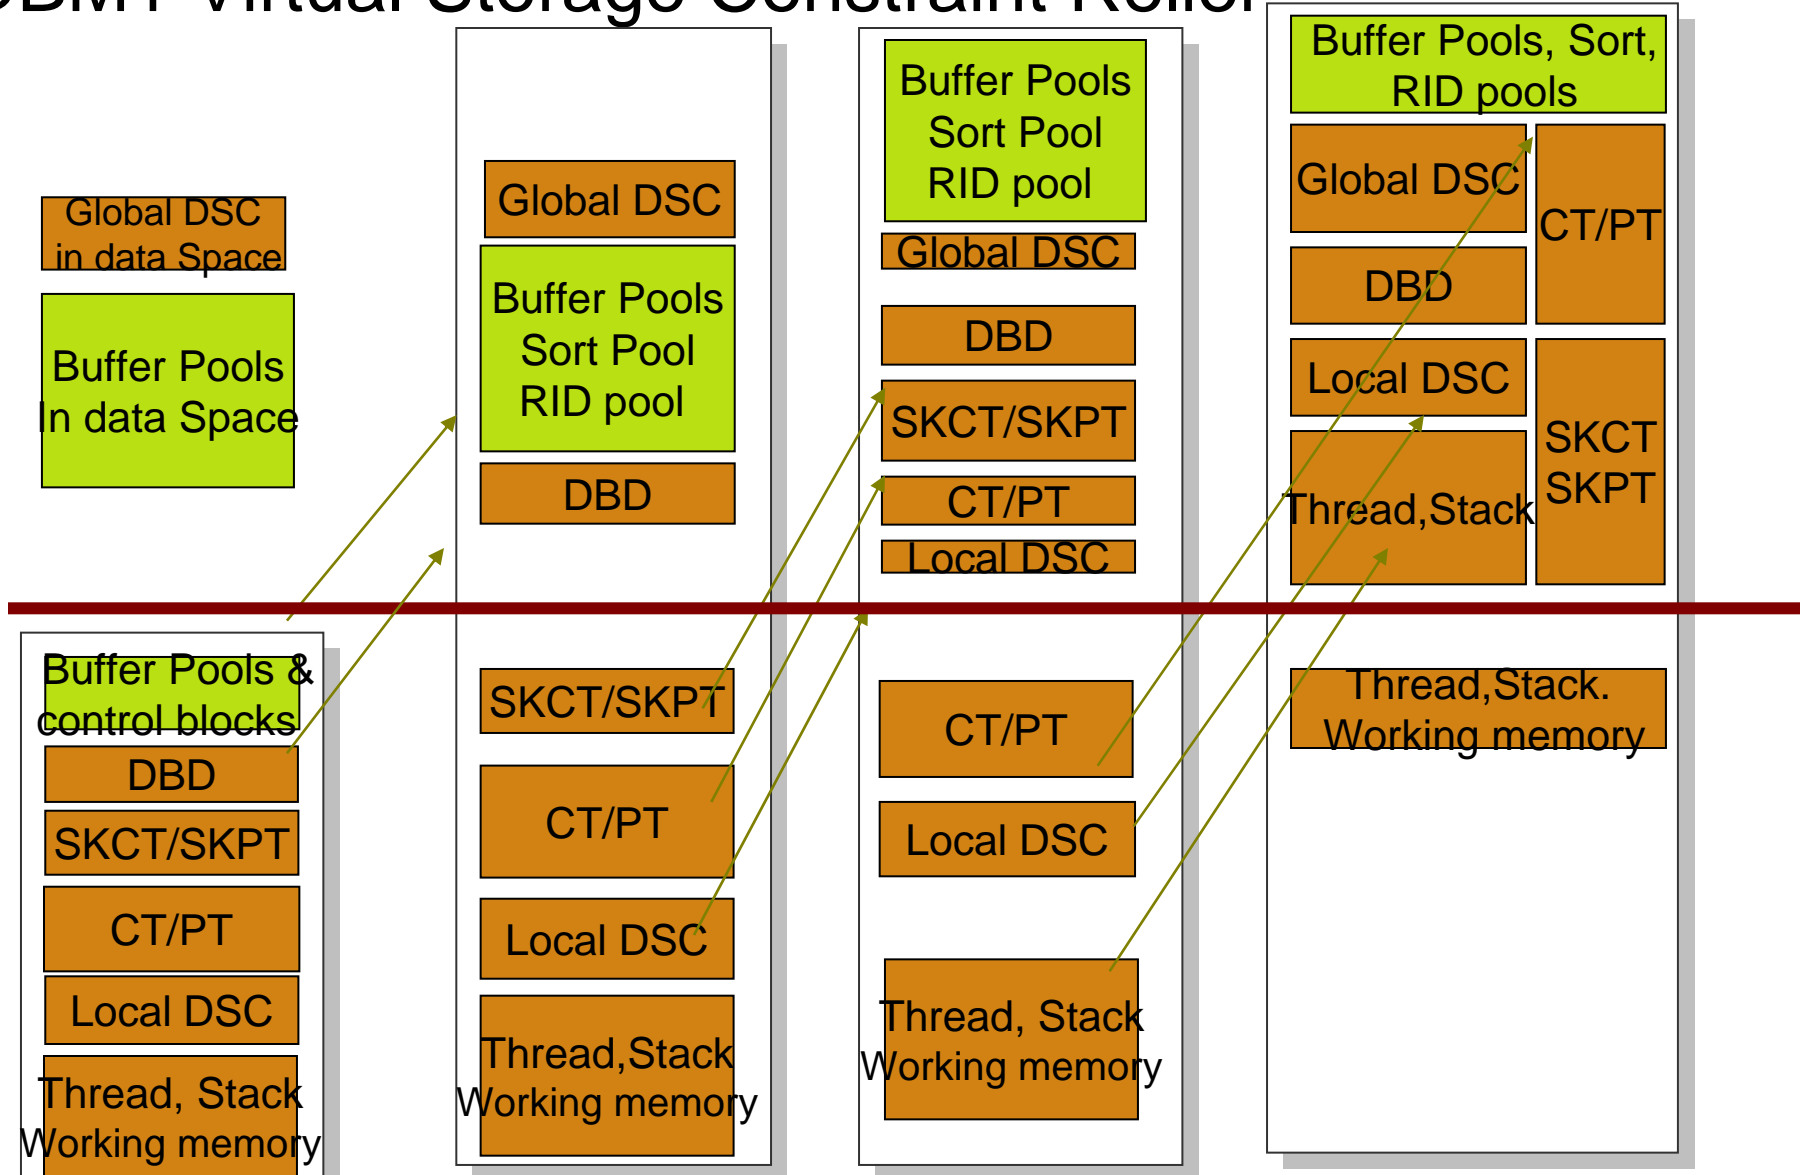 Virtual Storage Constraint Relief
Global DSC
in data Space
Buffer Pools
In data Space
Buffer Pools &
control blocks
DBD
SKCT/SKPT
CT/PT
Local DSC
Thread, Stack
Working memory
Global DSC
Buffer Pools
Sort Pool
RID pool
DBD
SKCT/SKPT
CT/PT
Local DSC
Thread,Stack
Working memory
Buffer Pools
Sort Pool
RID pool
Global DSC
DBD
SKCT/SKPT
CT/PT
Local DSC
CT/PT
Local DSC
Thread, Stack
Working memory
Buffer Pools, Sort,
RID pools
Global DSC
CT/PT
DBD
Local DSC
SKCT
SKPT
Thread,Stack
Thread,Stack.
Working memory